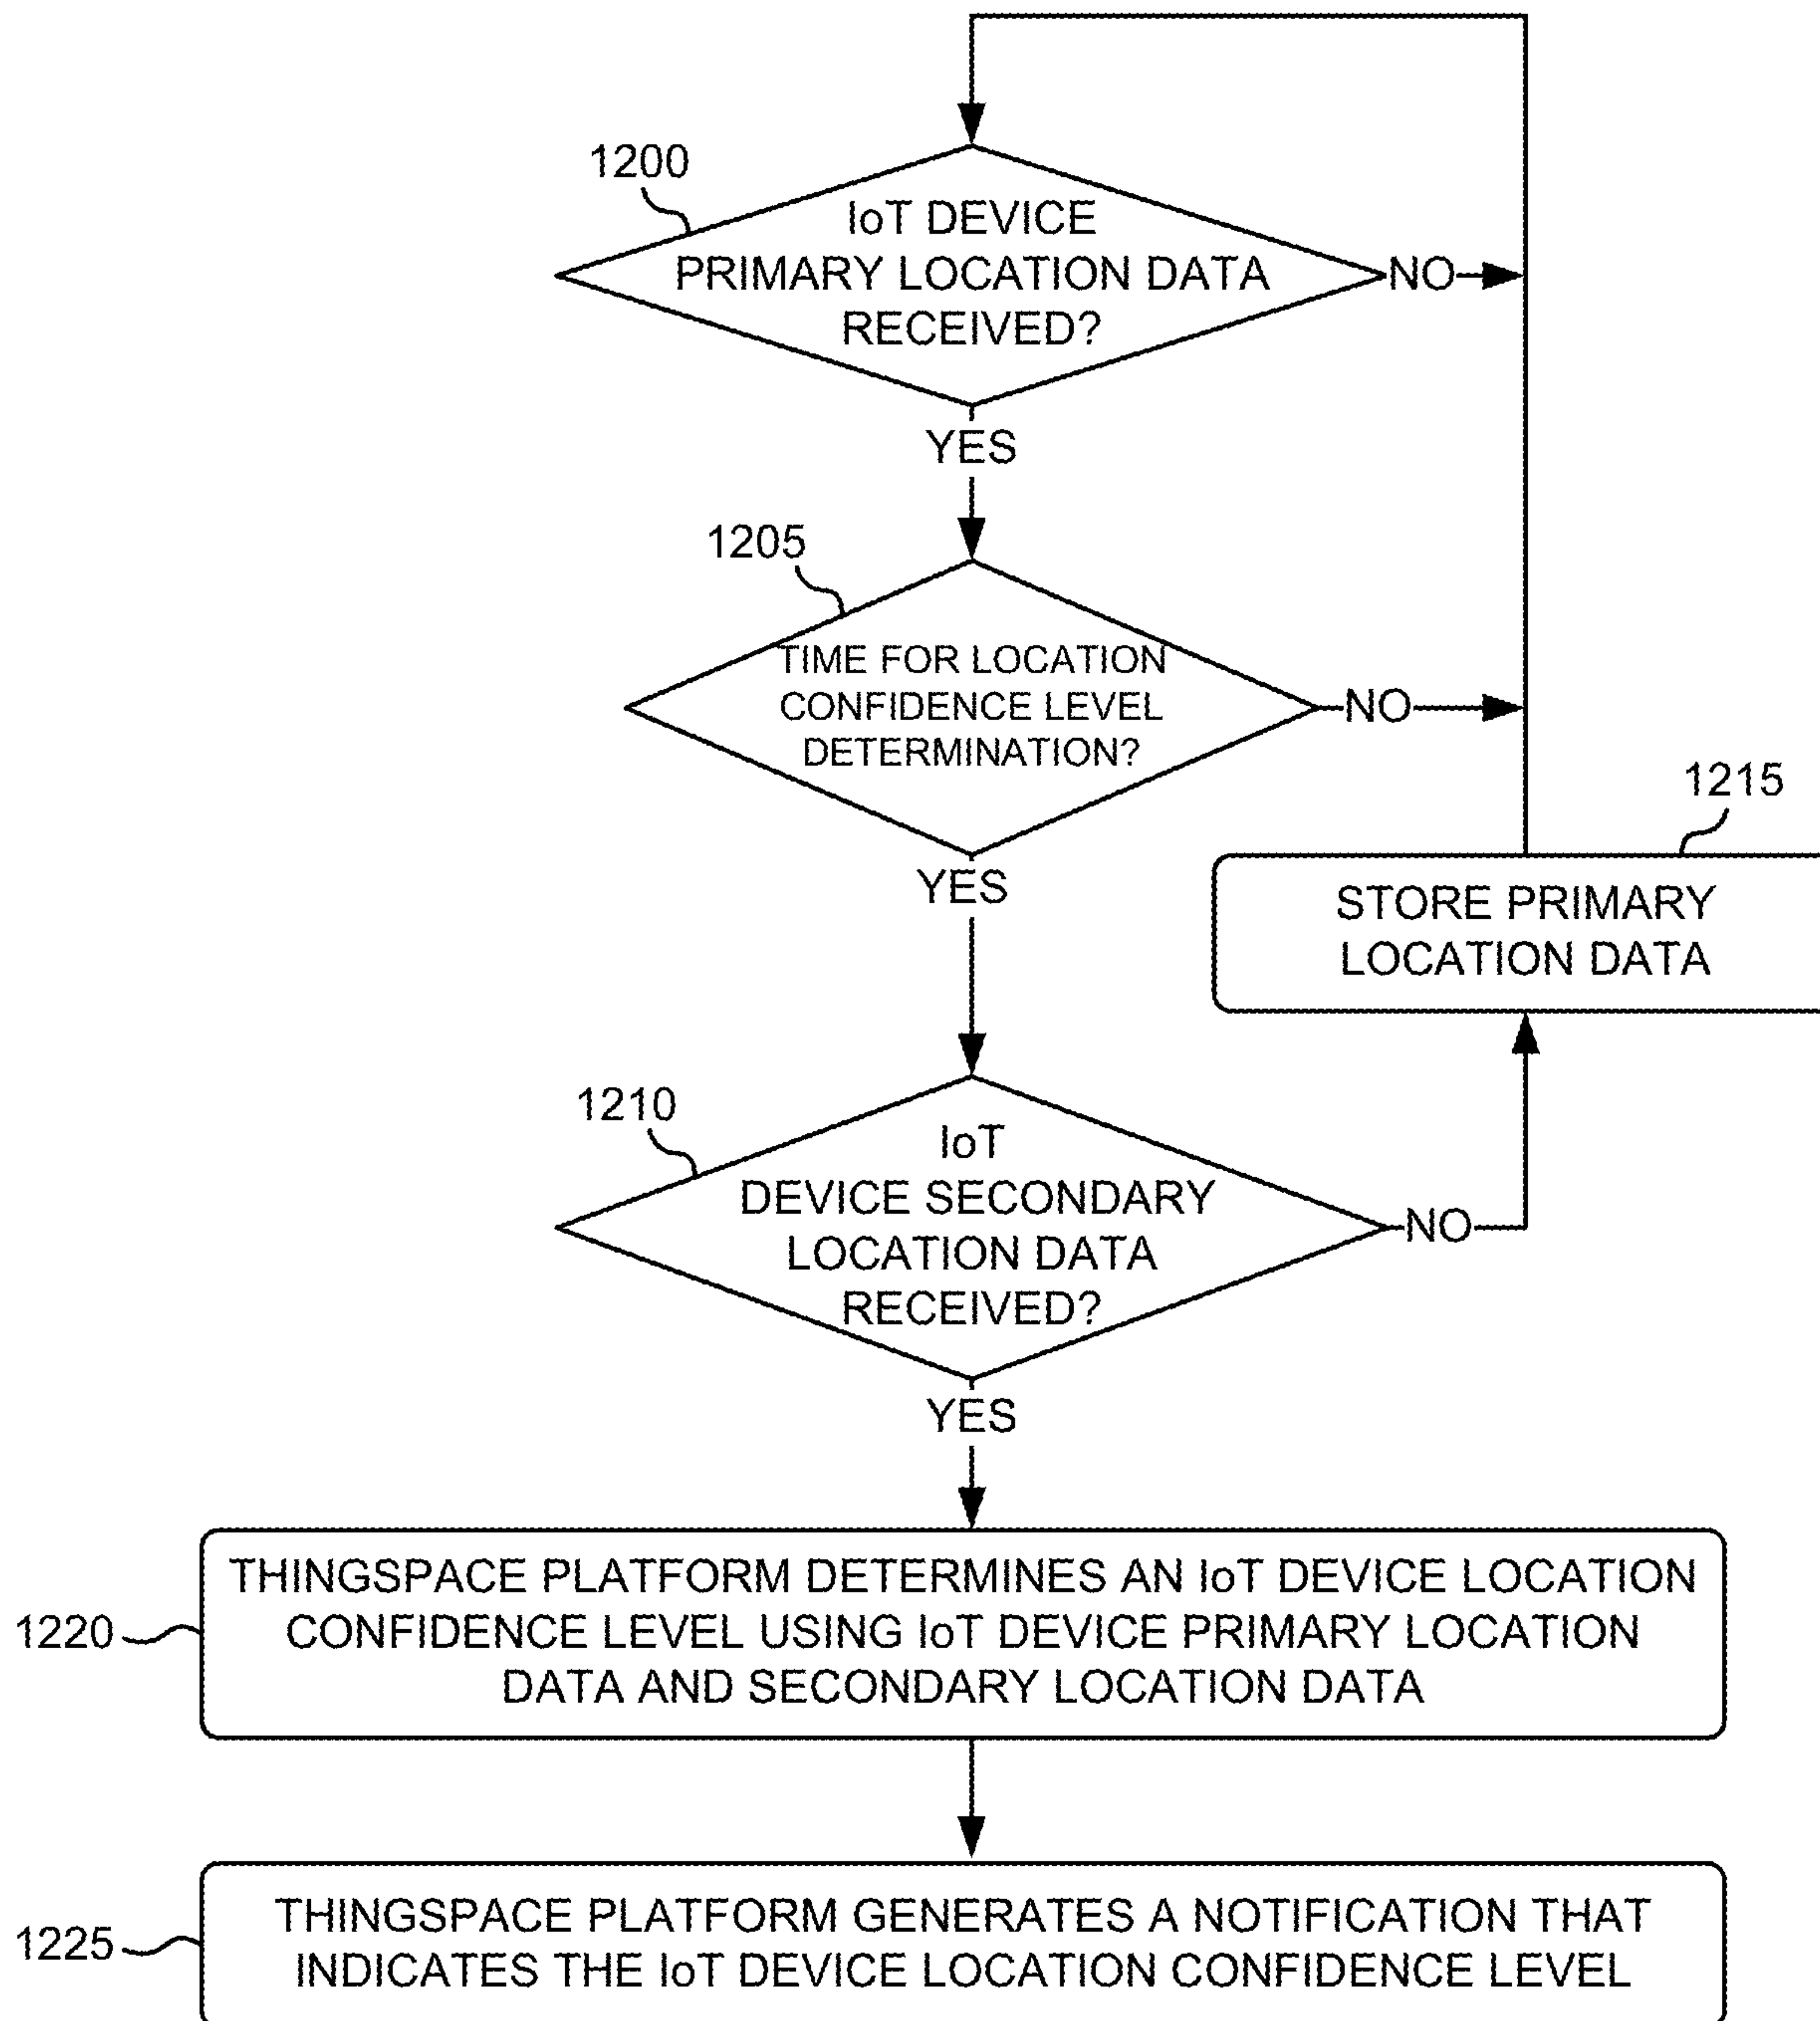 1200
IoT DEVICE
PRIMARY LOCATION DATA
RECEIVED?
NO
YES
1205
TIME FOR LOCATION
CONFIDENCE LEVEL
DETERMINATION?
NO
YES
1215
STORE PRIMARY
LOCATION DATA
1210
IoT
DEVICE SECONDARY
LOCATION DATA
RECEIVED?
NO
YES
1220
THINGSPACE PLATFORM DETERMINES AN IoT DEVICE LOCATION
CONFIDENCE LEVEL USING IoT DEVICE PRIMARY LOCATION
DATA AND SECONDARY LOCATION DATA
1225
THINGSPACE PLATFORM GENERATES A NOTIFICATION THAT
INDICATES THE IoT DEVICE LOCATION CONFIDENCE LEVEL